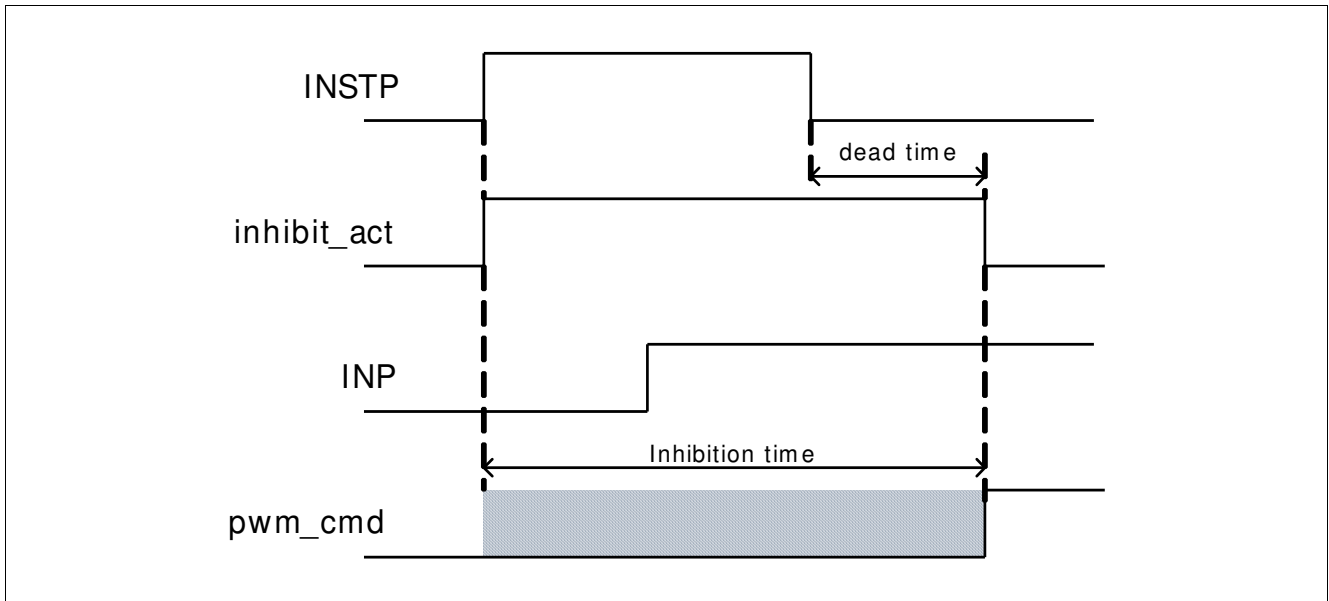 INSTP
dead time
inhibit_act
INP
Inhibition time
pwm_cmd